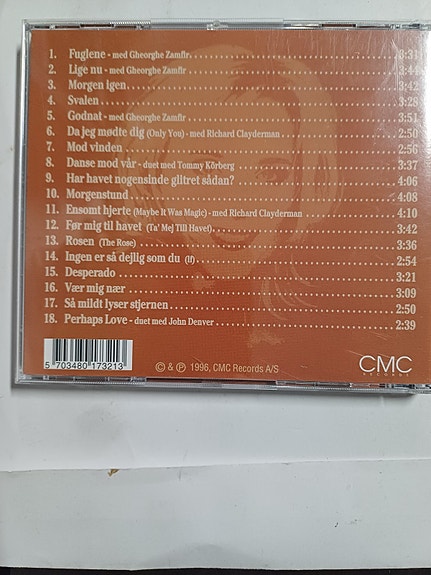 1. Fuglene - med Gheorghe Zamfir 3:31
2. Lige nu - med Gheorghe Zamfir 3:44
3. Morgen igen 3:42
4. Svalen 3:28
5. Godnat - med Gheorghe Zamfir 3:51
6. Da jeg mødte dig (Only You) - med Richard Clayderman 2:50
7. Mod vinden 2:56
8. Danse mod vår - duet med Tommy Körberg 3:37
9. Har havet nogensinde glitret sådan? 4:06
10. Morgenstund 4:08
11. Ensomt hjerte (Maybe It Was Magic) - med Richard Clayderman 4:10
12. Før mig til havet (Ta' Mej Till Havet) 3:42
13. Rosen (The Rose) 3:36
14. Ingen er så dejlig som du (If) 2:54
15. Desperado 3:21
16. Vær mig nær 3:09
17. Så mildt lyser stjernen 2:50
18. Perhaps Love - duet med John Denver 2:39
5 703480 173213
© & ℗ 1996, CMC Records A/S
CMC
RECORDS